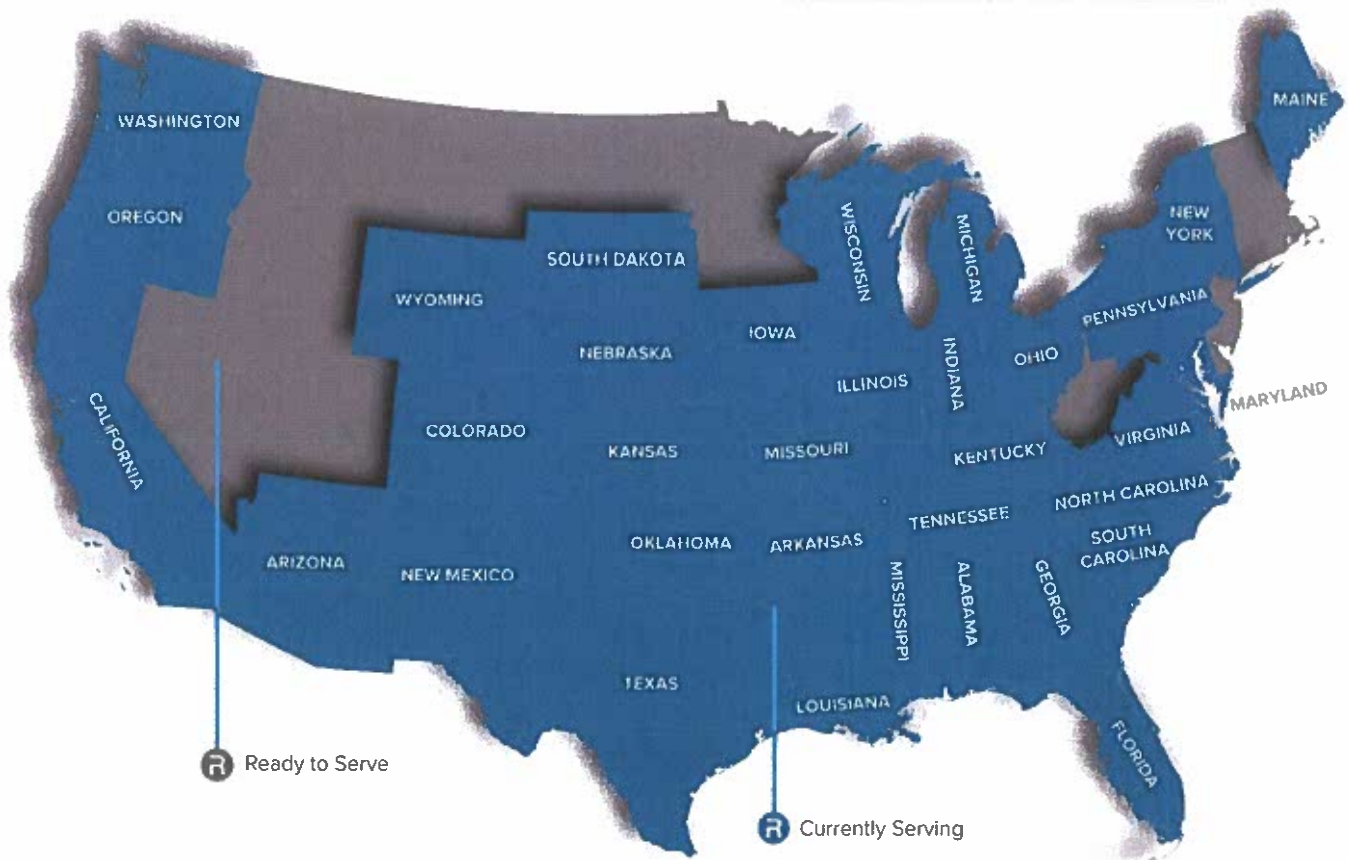 MAINE
WASHINGTON
OREGON
NEW
YORK
WISCONSIN
MICHIGAN
SOUTH DAKOTA
WYOMING
PENNSYLVANIA
IOWA
NEBRASKA
OHIO
INDIANA
ILLINOIS
MARYLAND
CALIFORNIA
COLORADO
KANSAS
MISSOURI
KENTUCKY
VIRGINIA
NORTH CAROLINA
TENNESSEE
SOUTH
CAROLINA
OKLAHOMA
ARKANSAS
ARIZONA
NEW MEXICO
MISSISSIPPI
ALABAMA
GEORGIA
TEXAS
LOUISIANA
FLORIDA
R Ready to Serve
R Currently Serving